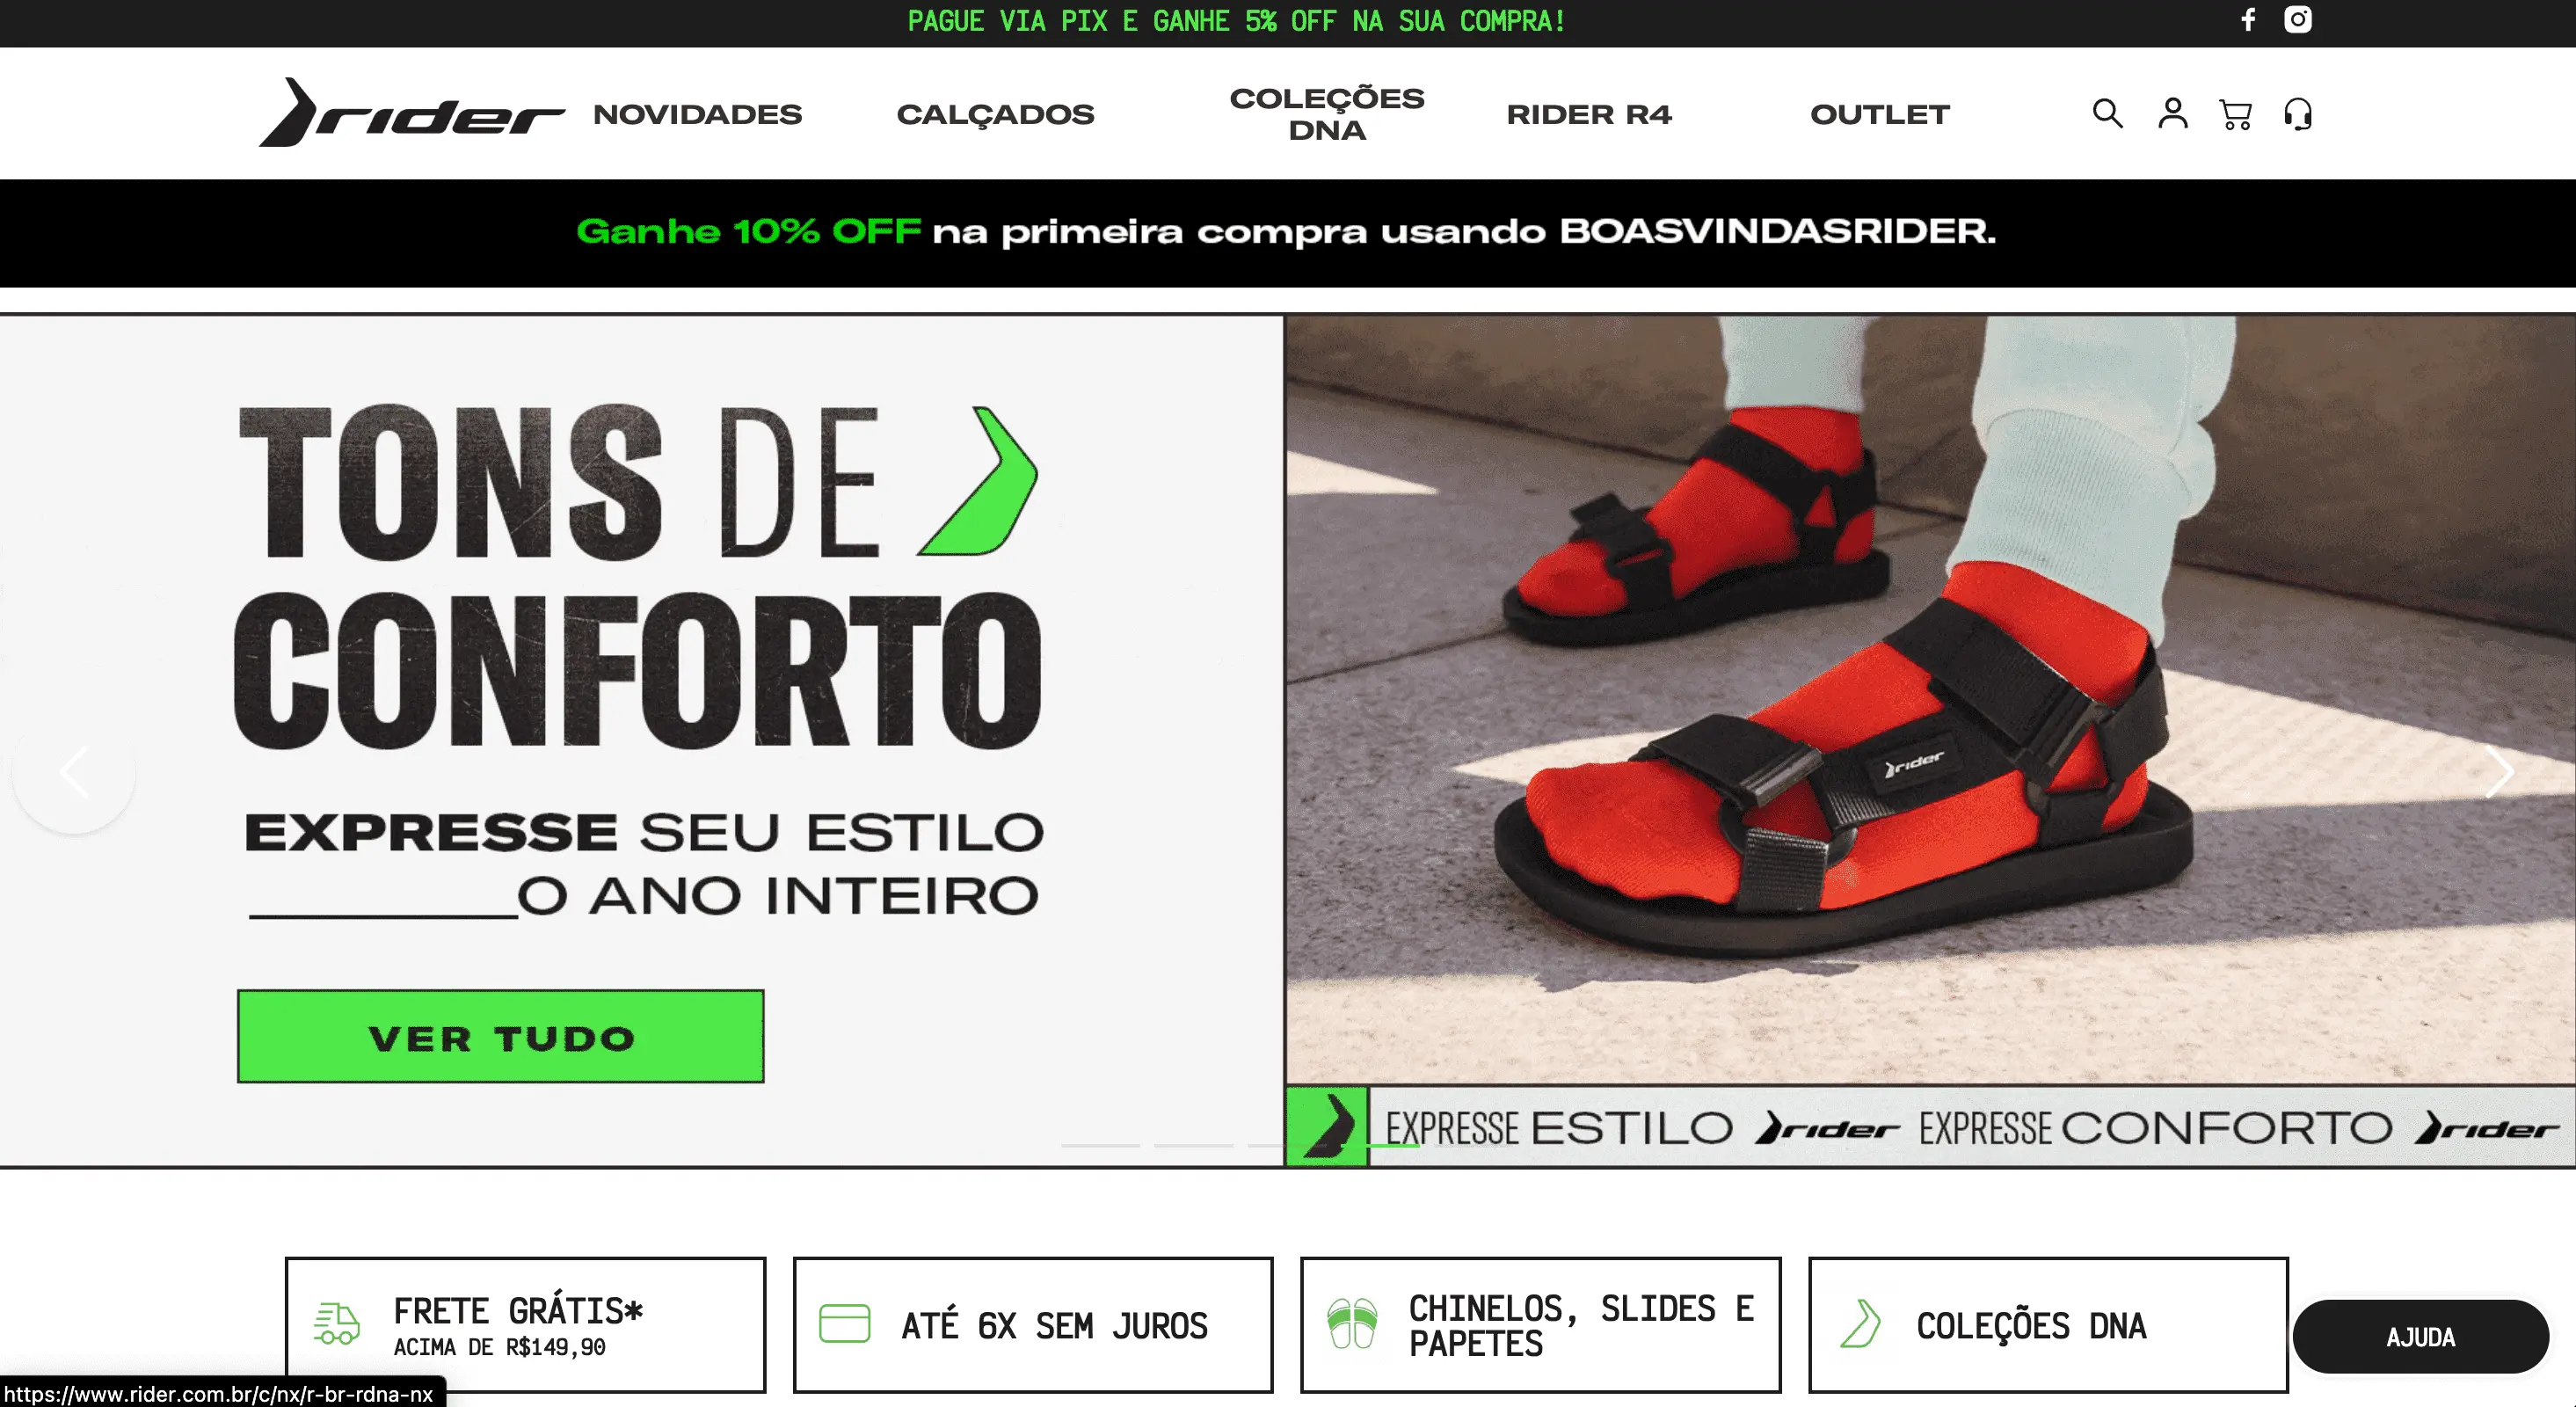 PAGUE VIA PIX E GANHE 5% OFF NA SUA COMPRA!
rider
NOVIDADES
CALÇADOS
COLEÇÕES
DNA
RIDER R4
OUTLET
Ganhe 10% OFF na primeira compra usando BOASVINDASRIDER.
TONS DE
CONFORTO
EXPRESSE SEU ESTILO
O ANO INTEIRO
VER TUDO
rider
EXPRESSE ESTILO rider EXPRESSE CONFORTO rider
FRETE GRÁTIS*
ACIMA DE R$149,90
ATÉ 6X SEM JUROS
CHINELOS, SLIDES E
PAPETES
COLEÇÕES DNA
AJUDA
https://www.rider.com.br/c/nx/r-br-rdna-nx